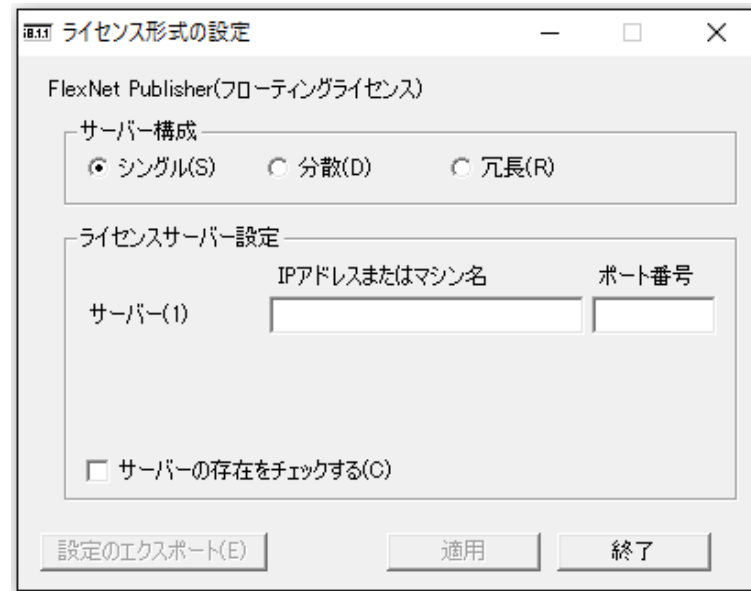 i8.1.1 ライセンス形式の設定
FlexNet Publisher(フローティングライセンス)
サーバー構成
シングル(S) 分散(D) 冗長(R)
ライセンスサーバー設定
IPアドレスまたはマシン名 ポート番号
サーバー(1)
サーバーの存在をチェックする(C)
設定のエクスポート(E) 適用 終了